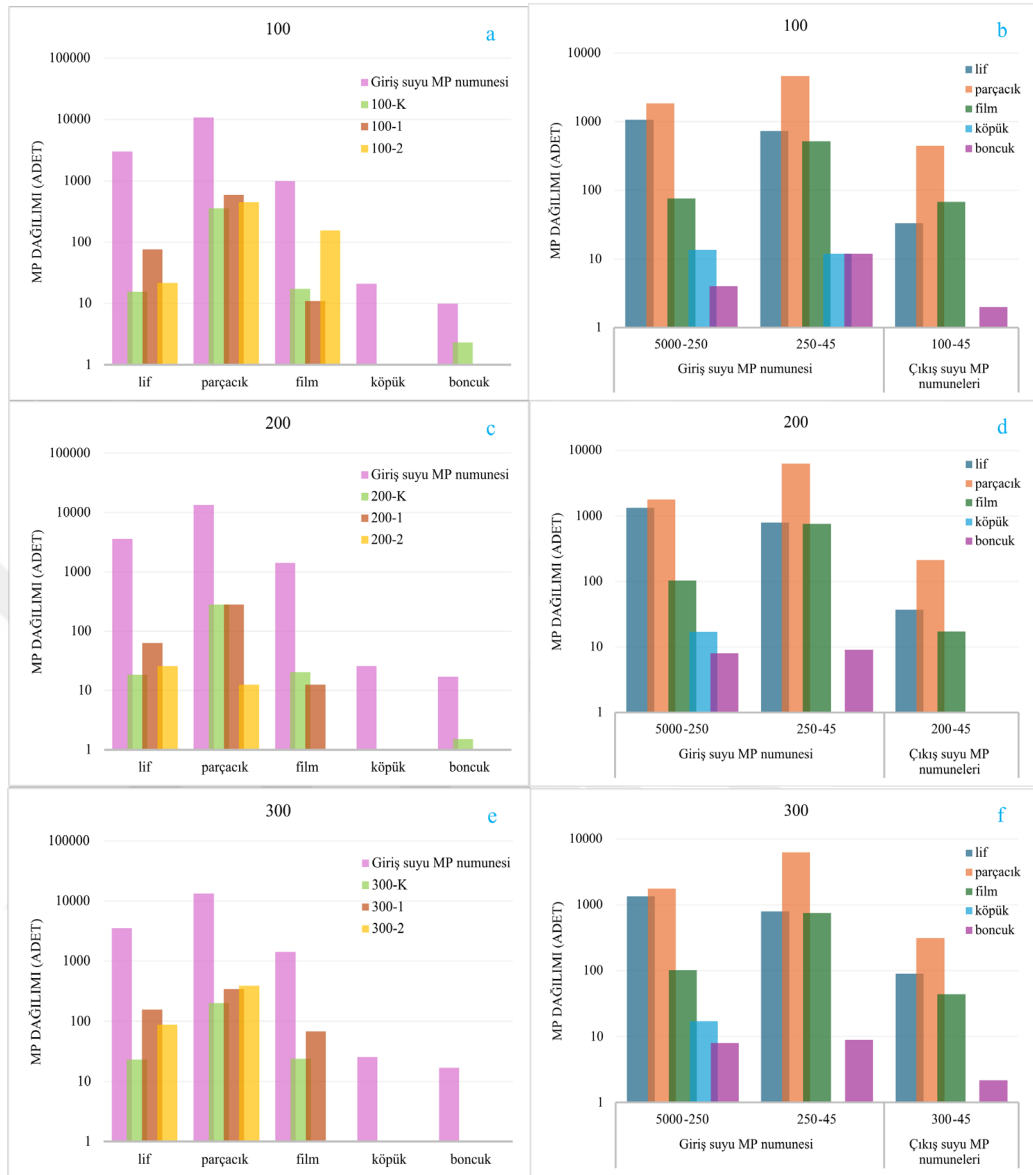 100
a
MP DAĞILIMI (ADET)
100000
10000
1000
100
10
1
Giriş suyu MP numunesi
100-K
100-1
100-2
lif
parçacık
film
köpük
boncuk
100
b
MP DAĞILIMI (ADET)
10000
1000
100
10
1
lif
parçacık
film
köpük
boncuk
5000-250
250-45
100-45
Giriş suyu MP numunesi
Çıkış suyu MP
numuneleri
200
c
MP DAĞILIMI (ADET)
100000
10000
1000
100
10
1
Giriş suyu MP numunesi
200-K
200-1
200-2
lif
parçacık
film
köpük
boncuk
200
d
MP DAĞILIMI (ADET)
10000
1000
100
10
1
lif
parçacık
film
köpük
boncuk
5000-250
250-45
200-45
Giriş suyu MP numunesi
Çıkış suyu MP
numuneleri
300
e
MP DAĞILIMI (ADET)
100000
10000
1000
100
10
1
Giriş suyu MP numunesi
300-K
300-1
300-2
lif
parçacık
film
köpük
boncuk
300
f
MP DAĞILIMI (ADET)
10000
1000
100
10
1
lif
parçacık
film
köpük
boncuk
5000-250
250-45
300-45
Giriş suyu MP numunesi
Çıkış suyu MP
numuneleri